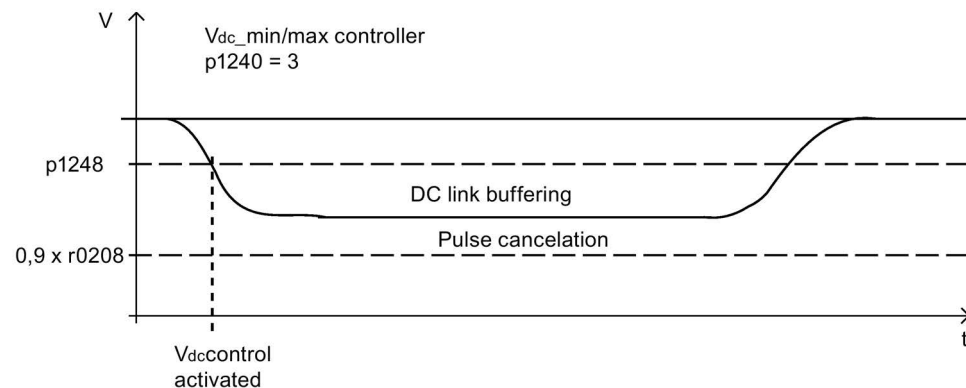 V
Vdc_min/max controller
p1240 = 3
p1248
DC link buffering
Pulse cancelation
0,9 x r0208
t
Vdccontrol
activated